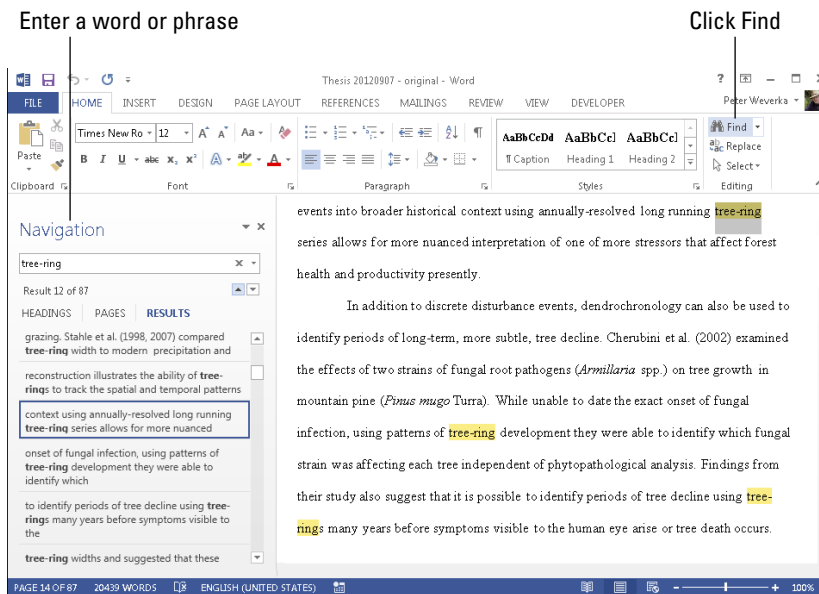 Enter a word or phrase
Click Find
Thesis 20120907 - original - Word
?
FILE HOME INSERT DESIGN PAGE LAYOUT REFERENCES MAILINGS REVIEW VIEW DEVELOPER
Peter Weverka
Times New Ro 12 A A Aa
Paste
B I U abc x₂ x² A ab A
AaBbCcDd AaBbCc] AaBbCc]
¶ Caption Heading 1 Heading 2
Find
Replace
Select
Clipboard Font Paragraph Styles Editing
Navigation
tree-ring
Result 12 of 87
HEADINGS PAGES RESULTS
grazing. Stahle et al. (1998, 2007) compared
tree-ring width to modern precipitation and
reconstruction illustrates the ability of tree-
rings to track the spatial and temporal patterns
context using annually-resolved long running
tree-ring series allows for more nuanced
onset of fungal infection, using patterns of
tree-ring development they were able to
identify which
to identify periods of tree decline using tree-
rings many years before symptoms visible to
the
tree-ring widths and suggested that these
events into broader historical context using annually-resolved long running tree-ring
series allows for more nuanced interpretation of one of more stressors that affect forest
health and productivity presently.
In addition to discrete disturbance events, dendrochronology can also be used to
identify periods of long-term, more subtle, tree decline. Cherubini et al. (2002) examined
the effects of two strains of fungal root pathogens (Armillaria spp.) on tree growth in
mountain pine (Pinus mugo Turra). While unable to date the exact onset of fungal
infection, using patterns of tree-ring development they were able to identify which fungal
strain was affecting each tree independent of phytopathological analysis. Findings from
their study also suggest that it is possible to identify periods of tree decline using tree-
rings many years before symptoms visible to the human eye arise or tree death occurs.
PAGE 14 OF 87 20439 WORDS ENGLISH (UNITED STATES) 100%